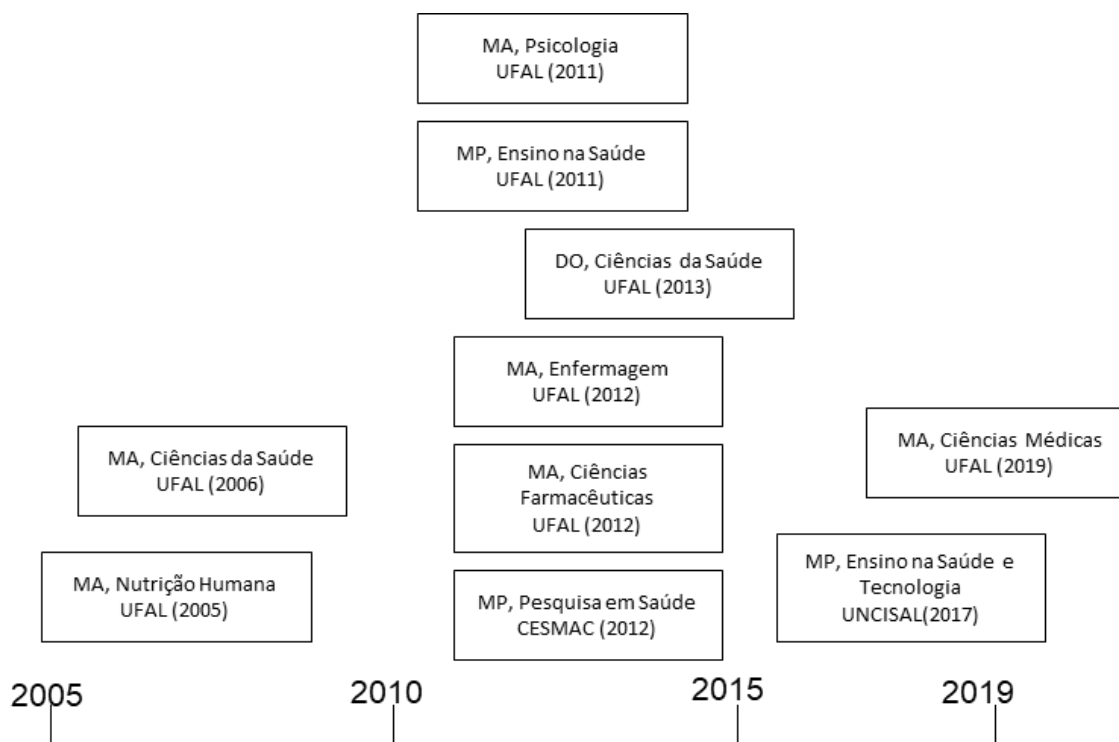 MA, Psicologia
UFAL (2011)
MP, Ensino na Saúde
UFAL (2011)
DO, Ciências da Saúde
UFAL (2013)
MA, Enfermagem
UFAL (2012)
MA, Ciências Médicas
UFAL (2019)
MA, Ciências da Saúde
UFAL (2006)
MA, Ciências
Farmacêuticas
UFAL (2012)
MP, Ensino na Saúde e
Tecnologia
UNCISAL(2017)
MA, Nutrição Humana
UFAL (2005)
MP, Pesquisa em Saúde
CESMAC (2012)
2005
2010
2015
2019